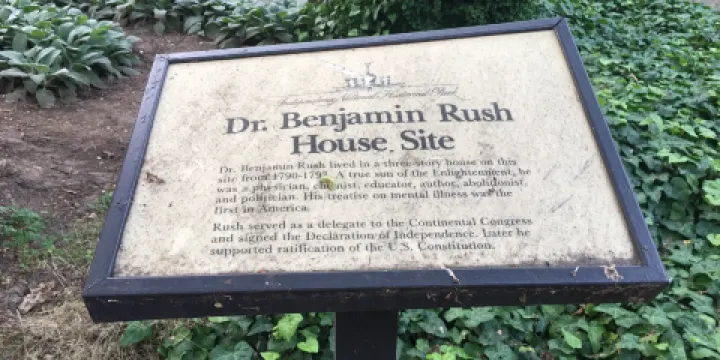 Independence National Historical Park
Dr. Benjamin Rush
House Site
Dr. Benjamin Rush lived in a three-story house on this
site from 1790-179 . A true son of the Enlightenment, he
was a physician, chemist, educator, author, abolitionist,
and politician. His treatise on mental illness was the
first in America.
Rush served as a delegate to the Continental Congress
and signed the Declaration of Independence. Later he
supported ratification of the U.S. Constitution.